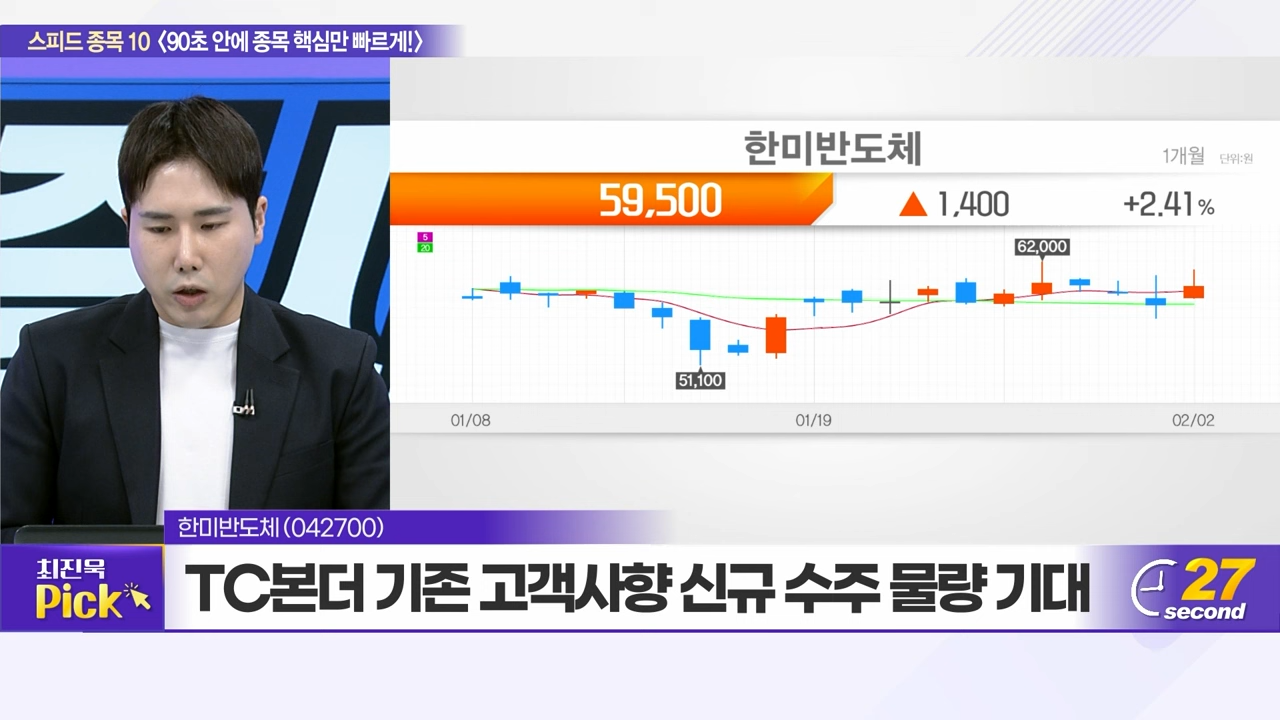 스피드 종목 10 〈90초 안에 종목 핵심만 빠르게!〉
한미반도체
1개월 단위:원
59,500 ▲ 1,400 +2.41%
5
20
62,000
51,100
01/08 01/19 02/02
한미반도체(042700)
최진욱
Pick
TC본더 기존 고객사향 신규 수주 물량 기대
27
second